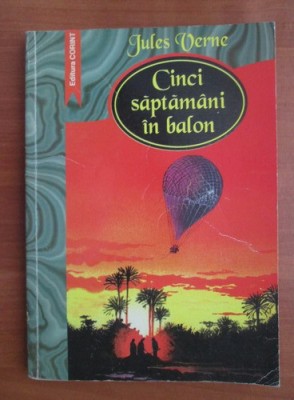 Editura CORINT
Jules Verne
Cinci
săptămâni
în balon